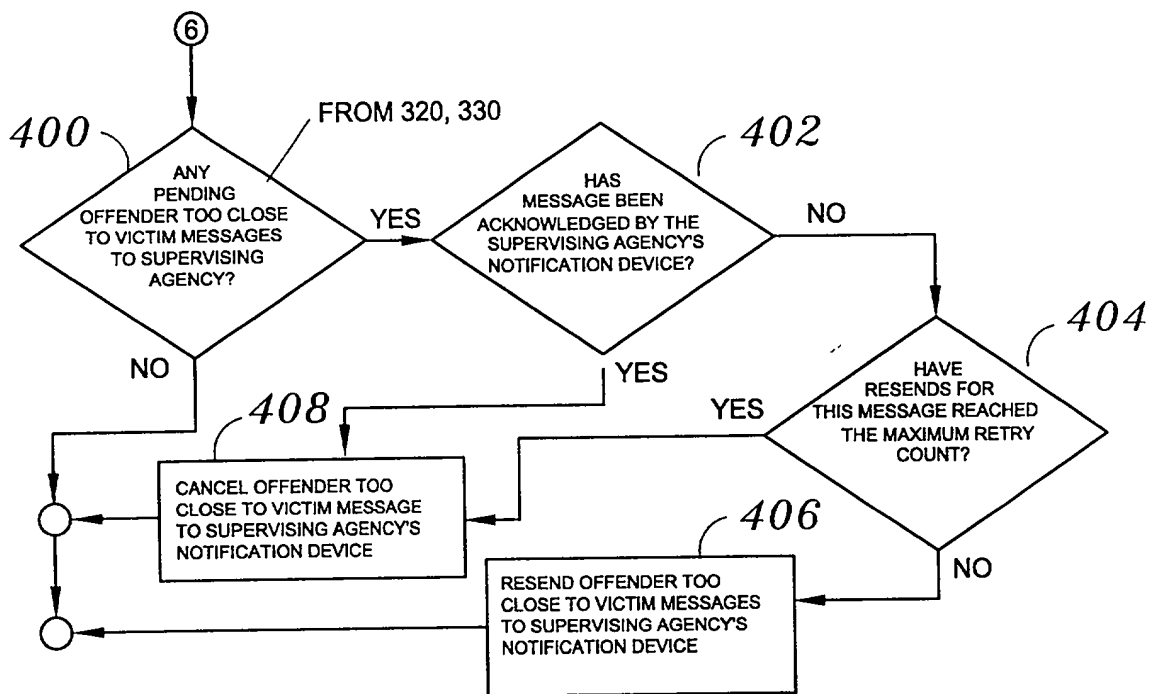 6
400
FROM 320, 330
ANY
PENDING
OFFENDER TOO CLOSE
TO VICTIM MESSAGES
TO SUPERVISING
AGENCY?
YES
NO
402
HAS
MESSAGE BEEN
ACKNOWLEDGED BY THE
SUPERVISING AGENCY'S
NOTIFICATION DEVICE?
NO
YES
404
HAVE
RESENDS FOR
THIS MESSAGE REACHED
THE MAXIMUM RETRY
COUNT?
YES
NO
408
CANCEL OFFENDER TOO
CLOSE TO VICTIM MESSAGE
TO SUPERVISING AGENCY'S
NOTIFICATION DEVICE
406
RESEND OFFENDER TOO
CLOSE TO VICTIM MESSAGES
TO SUPERVISING AGENCY'S
NOTIFICATION DEVICE